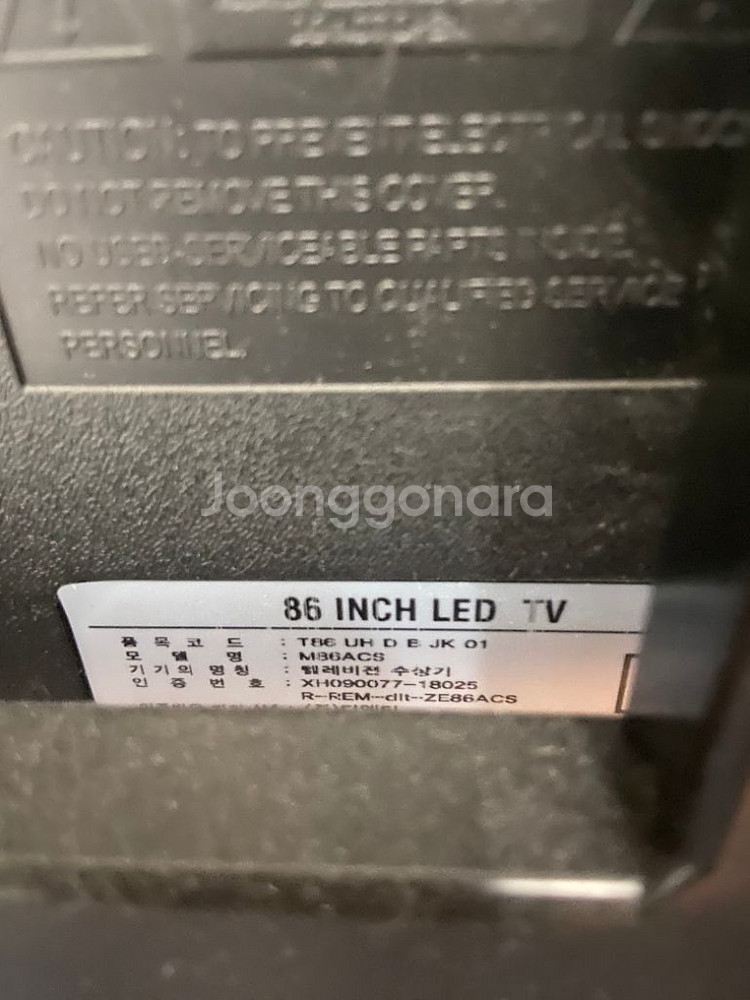 CAUTION: TO PREVENT ELECTRICAL SHOCK
DO NOT REMOVE THIS COVER.
NO USER-SERVICEABLE PARTS INSIDE.
REFER SERVICING TO QUALIFIED SERVICE
PERSONNEL.
Joonggonara
86 INCH LED TV
품목코드 : T86 UH D E JK 01
모델명 : M86ACS
기기의명칭 : 텔레비전 수상기
인증번호 : XH090077-18025
R-REM-dit-ZE86ACS